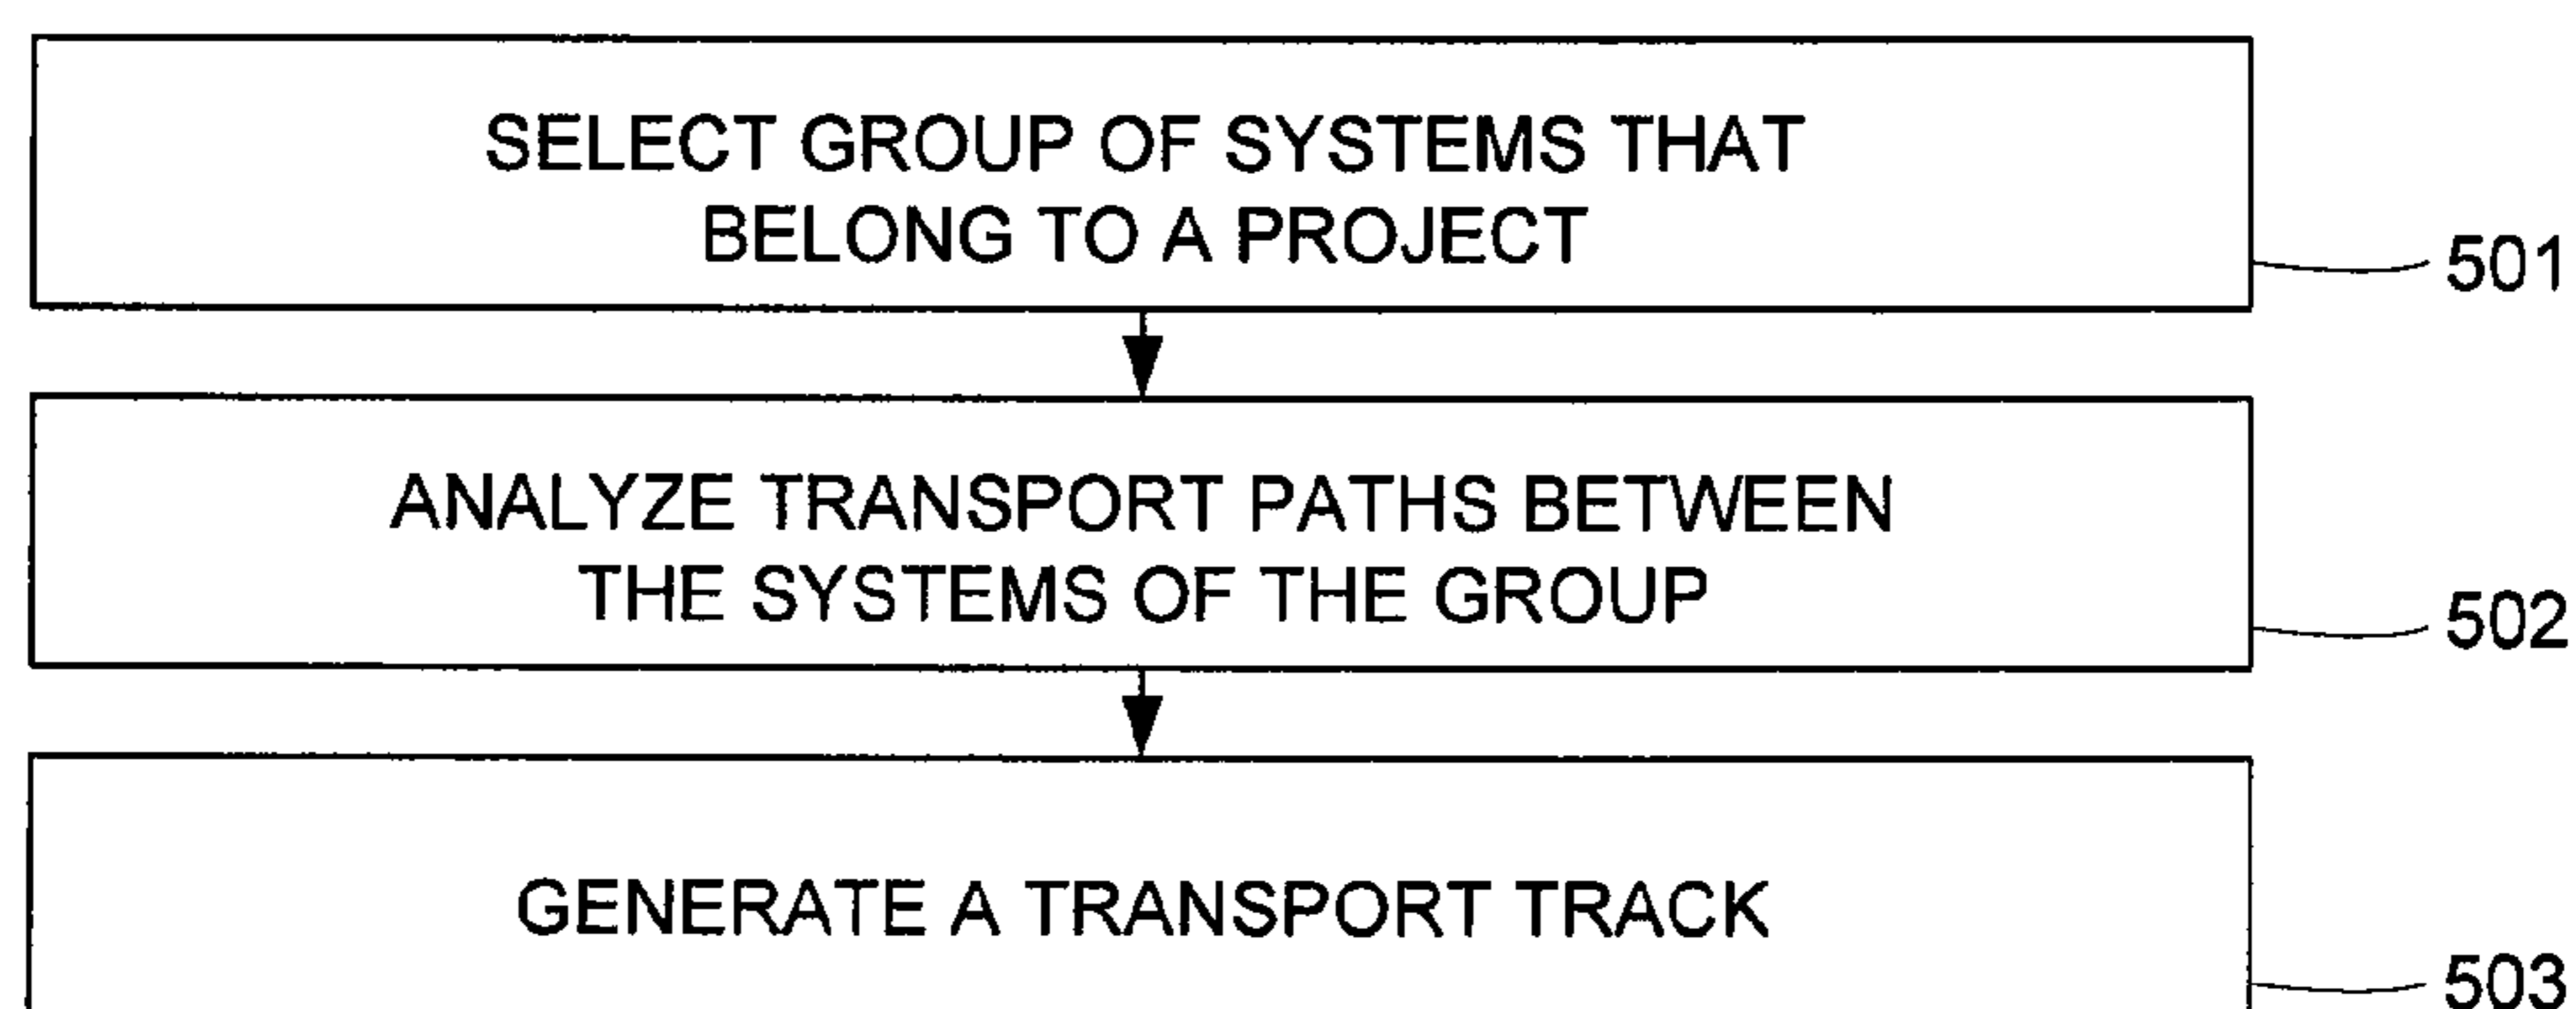 SELECT GROUP OF SYSTEMS THAT
BELONG TO A PROJECT
501
ANALYZE TRANSPORT PATHS BETWEEN
THE SYSTEMS OF THE GROUP
502
GENERATE A TRANSPORT TRACK
503